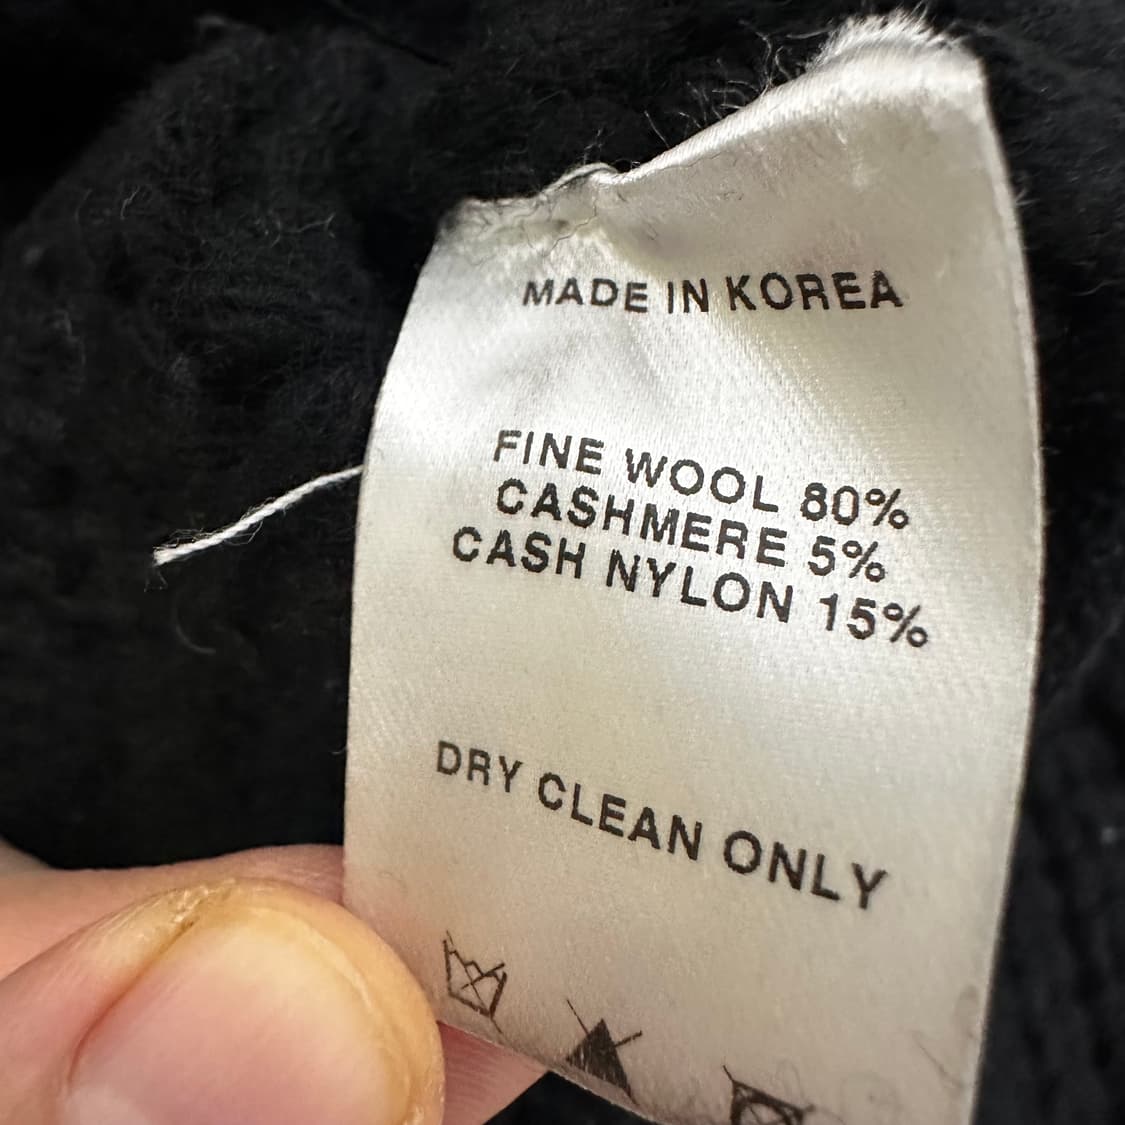 MADE IN KOREA
FINE WOOL 80%
CASHMERE 5%
CASH NYLON 15%
DRY CLEAN ONLY